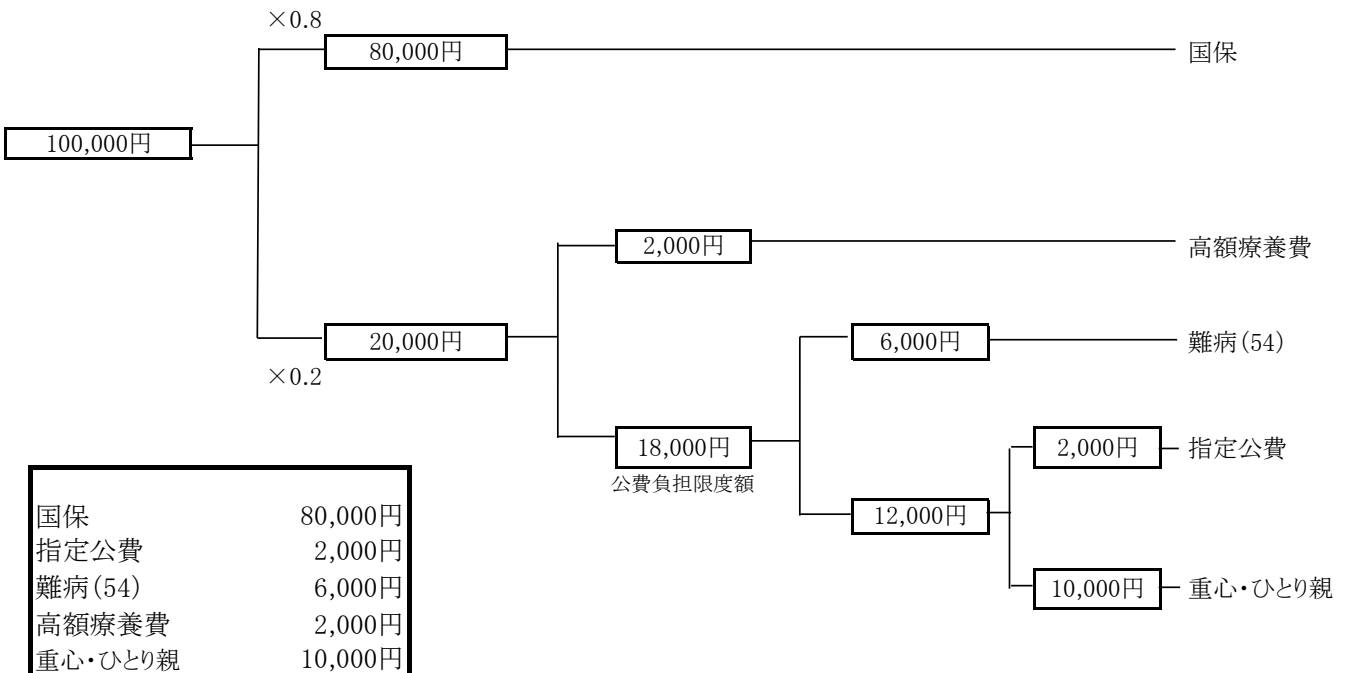 ×0.8
80,000円
国保
100,000円
2,000円
高額療養費
20,000円
×0.2
6,000円
難病(54)
18,000円
公費負担限度額
2,000円
指定公費
12,000円
10,000円
重心・ひとり親
国保 80,000円
指定公費 2,000円
難病(54) 6,000円
高額療養費 2,000円
重心・ひとり親 10,000円